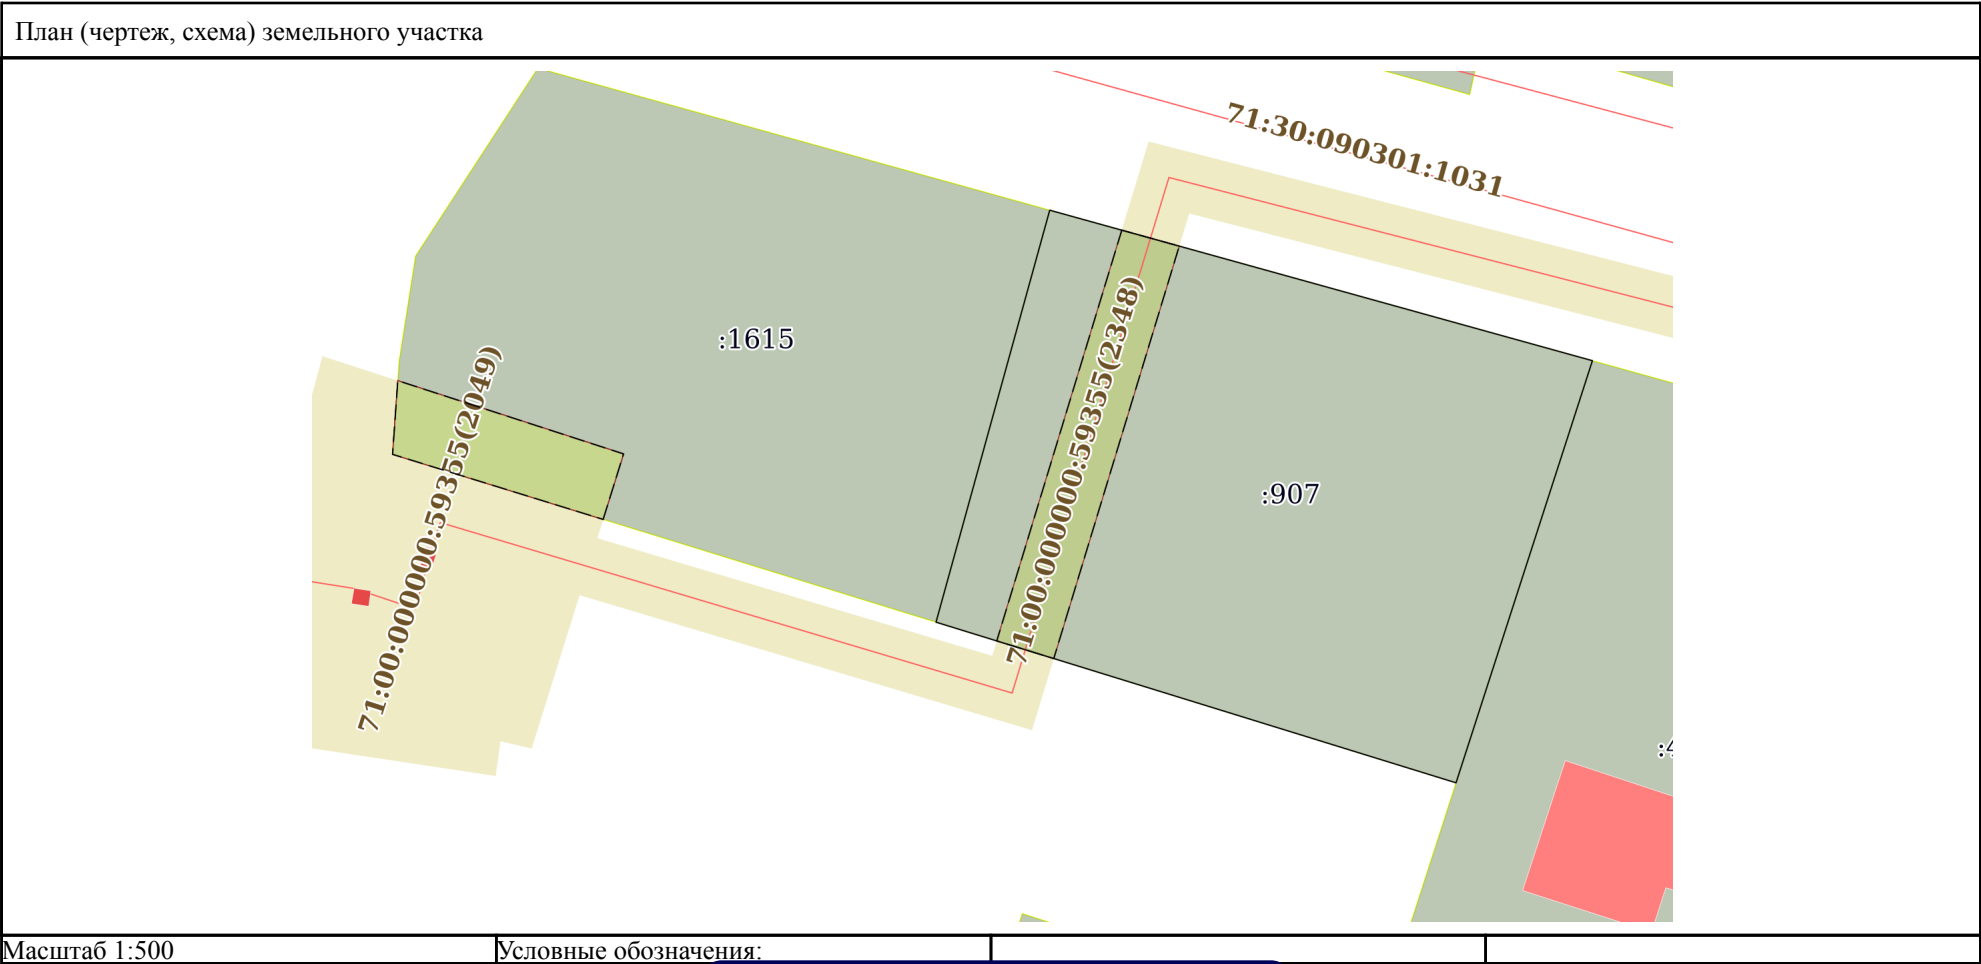 План (чертеж, схема) земельного участка
71:30:090301:1031
:1615
71:00:000000:59355(2348)
71:00:000000:59355(2049)
:907
:4
Масштаб 1:500
Условные обозначения: